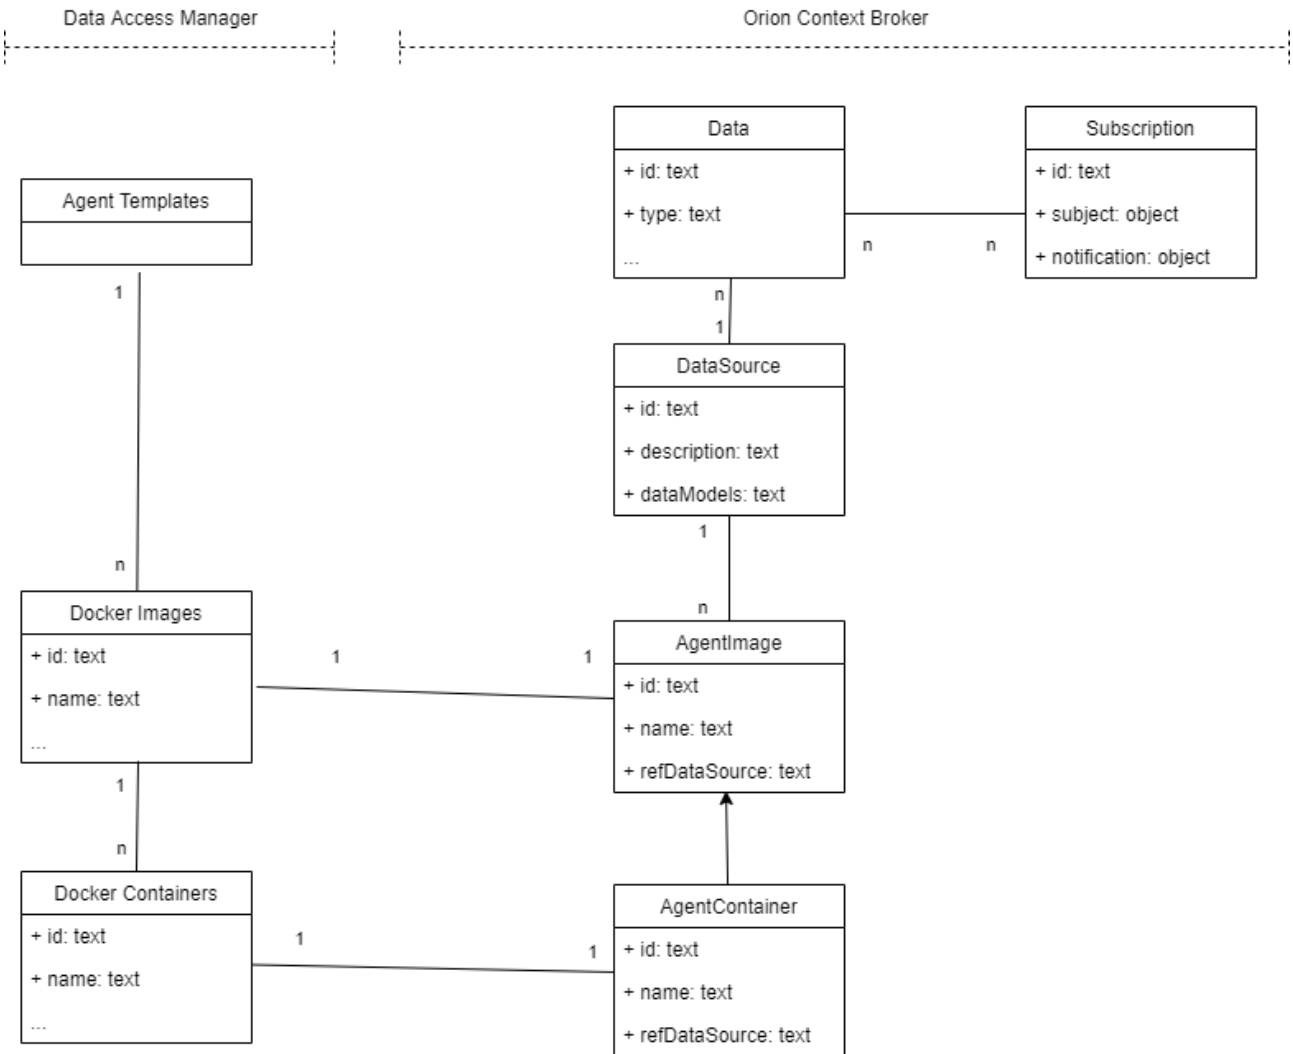 Data Access Manager
Orion Context Broker
Data
+ id: text
+ type: text
...
n
n
Subscription
+ id: text
+ subject: object
+ notification: object
Agent Templates
1
n
n
1
DataSource
+ id: text
+ description: text
+ dataModels: text
1
n
Docker Images
+ id: text
+ name: text
...
1
1
AgentImage
+ id: text
+ name: text
+ refDataSource: text
1
n
Docker Containers
+ id: text
+ name: text
...
1
1
AgentContainer
+ id: text
+ name: text
+ refDataSource: text